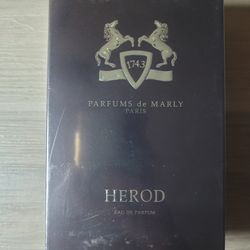 1743
PARFUMS de MARLY
PARIS
HEROD
EAU DE PARFUM